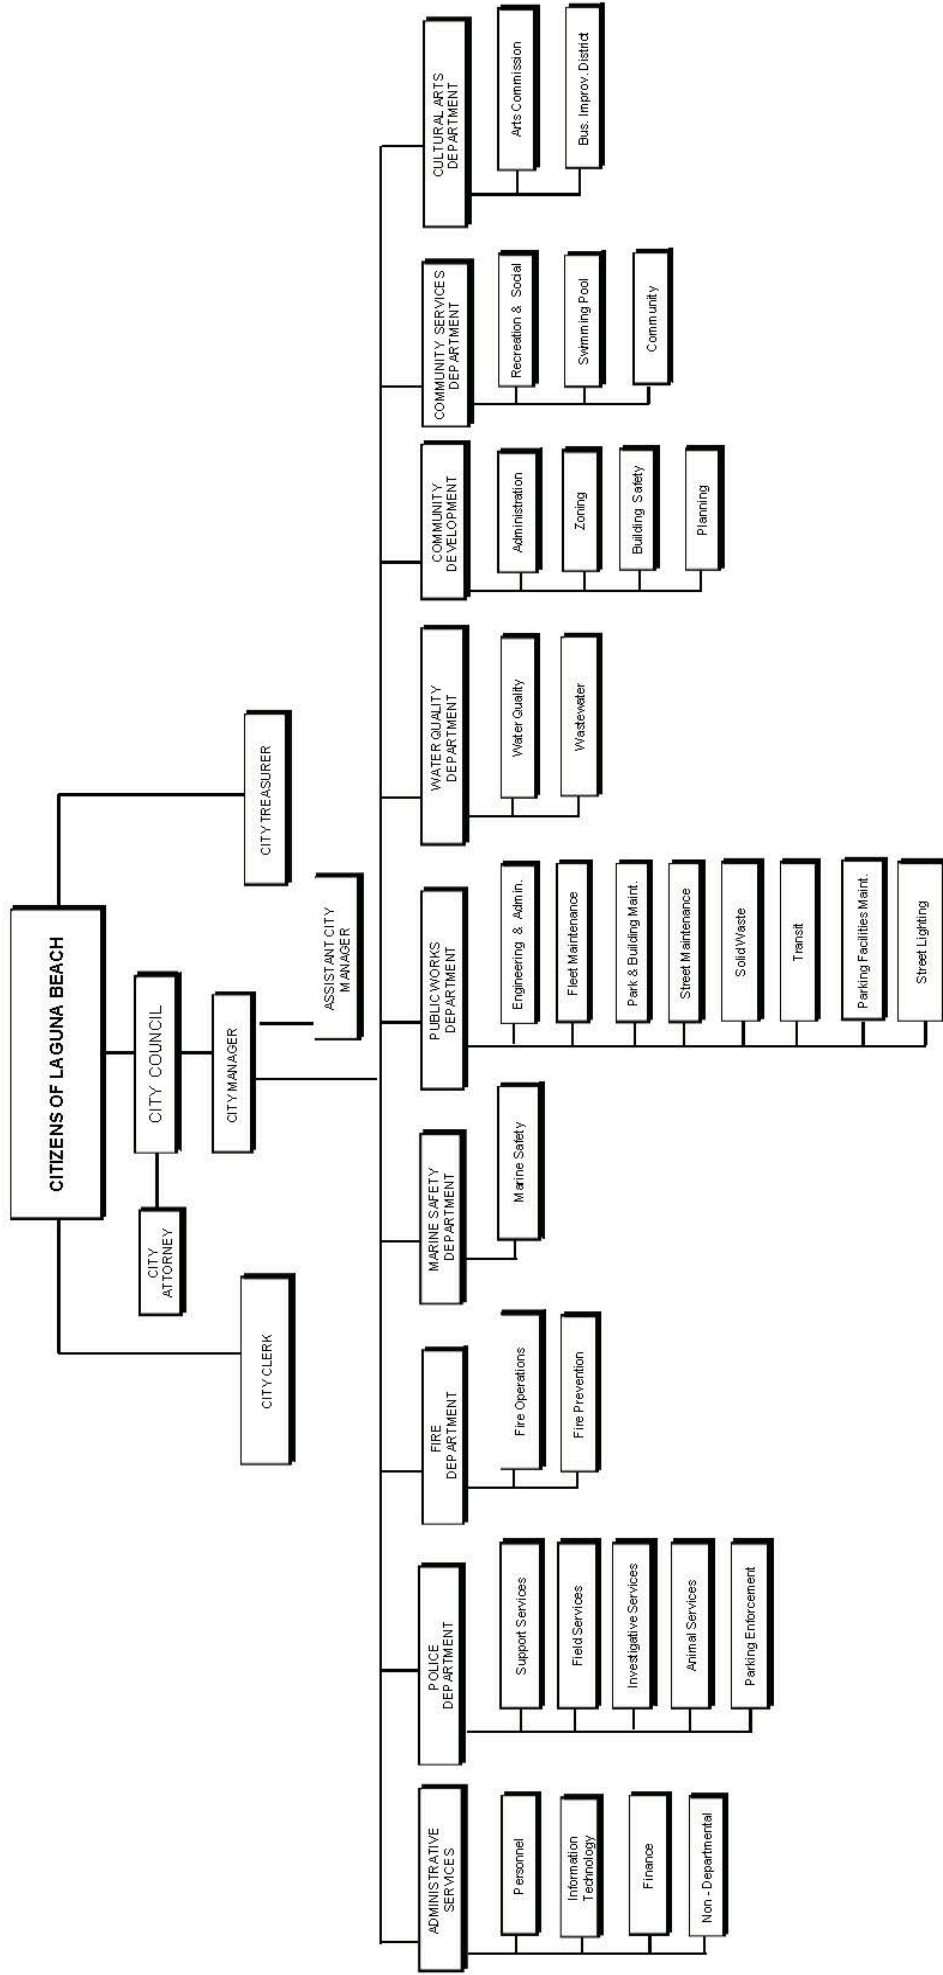 CITIZENS OF LAGUNA BEACH
CITY COUNCIL
CITY
ATTORNEY
CITY MANAGER
CITY CLERK
CITY TREASURER
ASSISTANT CITY
MANAGER
ADMINISTRATIVE
SERVICES
Personnel
Information
Technology
Finance
Non - Departmental
POLICE
DEPARTMENT
Support Services
Field Services
Investigative Services
Animal Services
Parking Enforcement
FIRE
DEPARTMENT
Fire Operations
Fire Prevention
MARINE SAFETY
DEPARTMENT
Marine Safety
PUBLIC WORKS
DEPARTMENT
Engineering & Admin.
Fleet Maintenance
Park & Building Maint.
Street Maintenance
Solid Waste
Transit
Parking Facilities Maint.
Street Lighting
WATER QUALITY
DEPARTMENT
Water Quality
Wastewater
COMMUNITY
DEVELOPMENT
Administration
Zoning
Building Safety
Planning
COMMUNITY SERVICES
DEPARTMENT
Recreation & Social
Swimming Pool
Community
CULTURAL ARTS
DEPARTMENT
Arts Commission
Bus. Improv. District